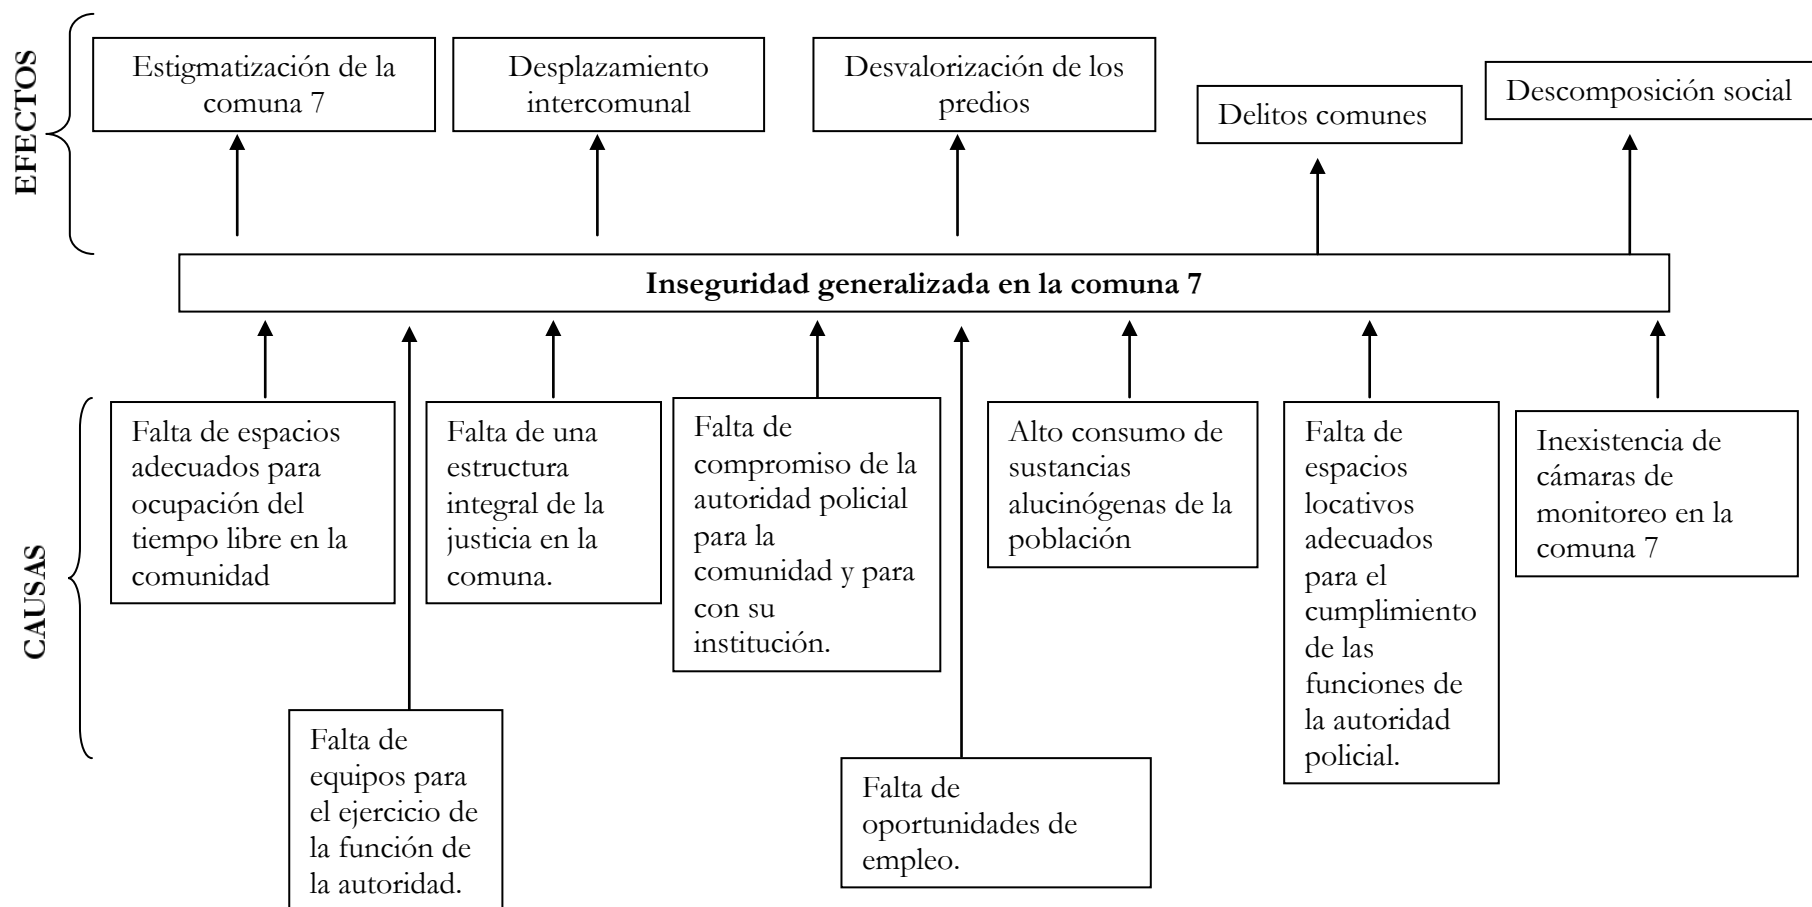 EFECTOS
Estigmatización de la
comuna 7
Desplazamiento
intercomunal
Desvalorización de los
predios
Delitos comunes
Descomposición social
Inseguridad generalizada en la comuna 7
CAUSAS
Falta de espacios
adecuados para
ocupación del
tiempo libre en la
comunidad
Falta de
equipos para
el ejercicio de
la función de
la autoridad.
Falta de una
estructura
integral de la
justicia en la
comuna.
Falta de
compromiso de la
autoridad policial
para la
comunidad y para
con su
institución.
Falta de
oportunidades de
empleo.
Alto consumo de
sustancias
alucinógenas de la
población
Falta de
espacios
locativos
adecuados
para el
cumplimiento
de las
funciones de
la autoridad
policial.
Inexistencia de
cámaras de
monitoreo en la
comuna 7